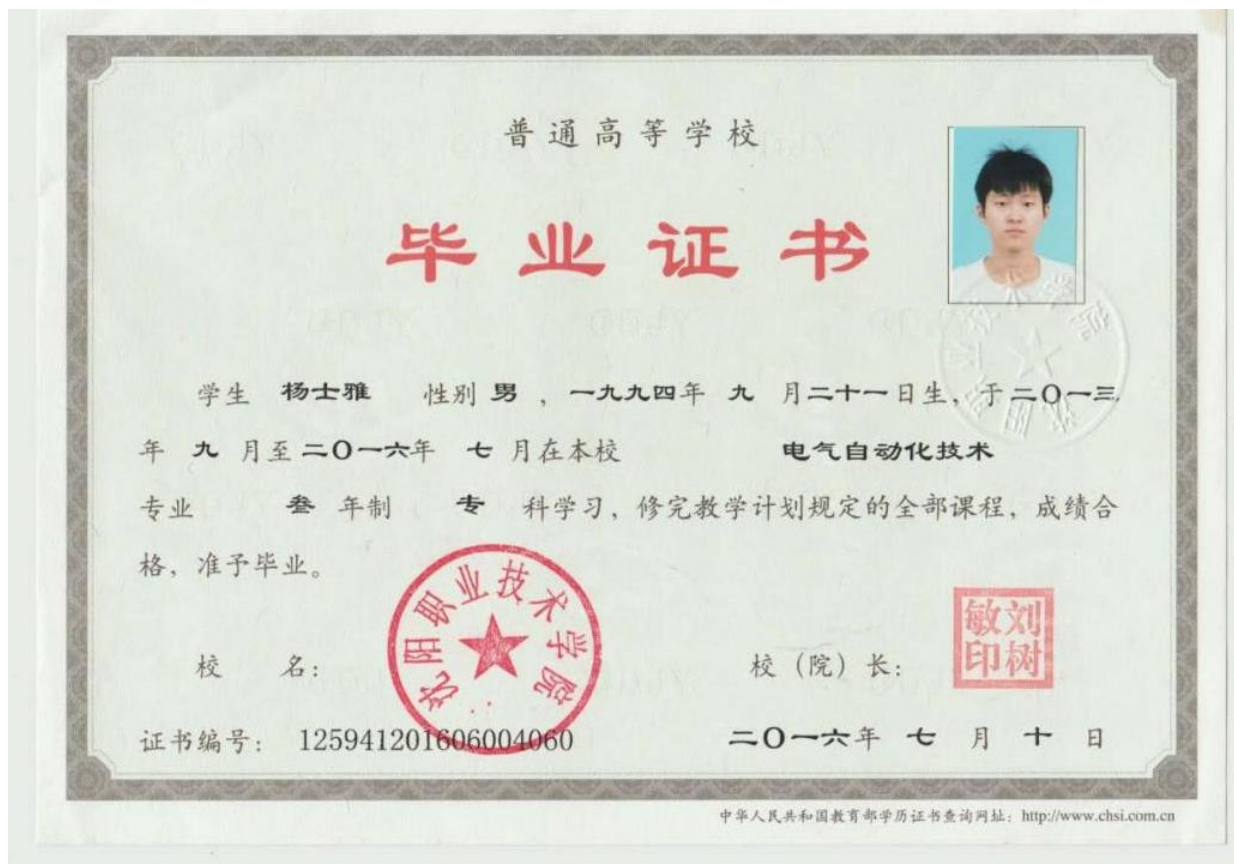 普通高等学校
毕业证书
学生 杨士雅 性别 男 ，一九九四年 九 月二十一日生，于二〇一三
年 九 月至二〇一六年 七 月在本校 电气自动化技术
专业 叁 年制 专 科学习，修完教学计划规定的全部课程，成绩合
格，准予毕业。
沈阳职业技术学院
刘树敏印
校 名： 校（院）长：
证书编号： 125941201606004060 二〇一六年 七 月 十 日
中华人民共和国教育部学历证书查询网址：http://www.chsi.com.cn